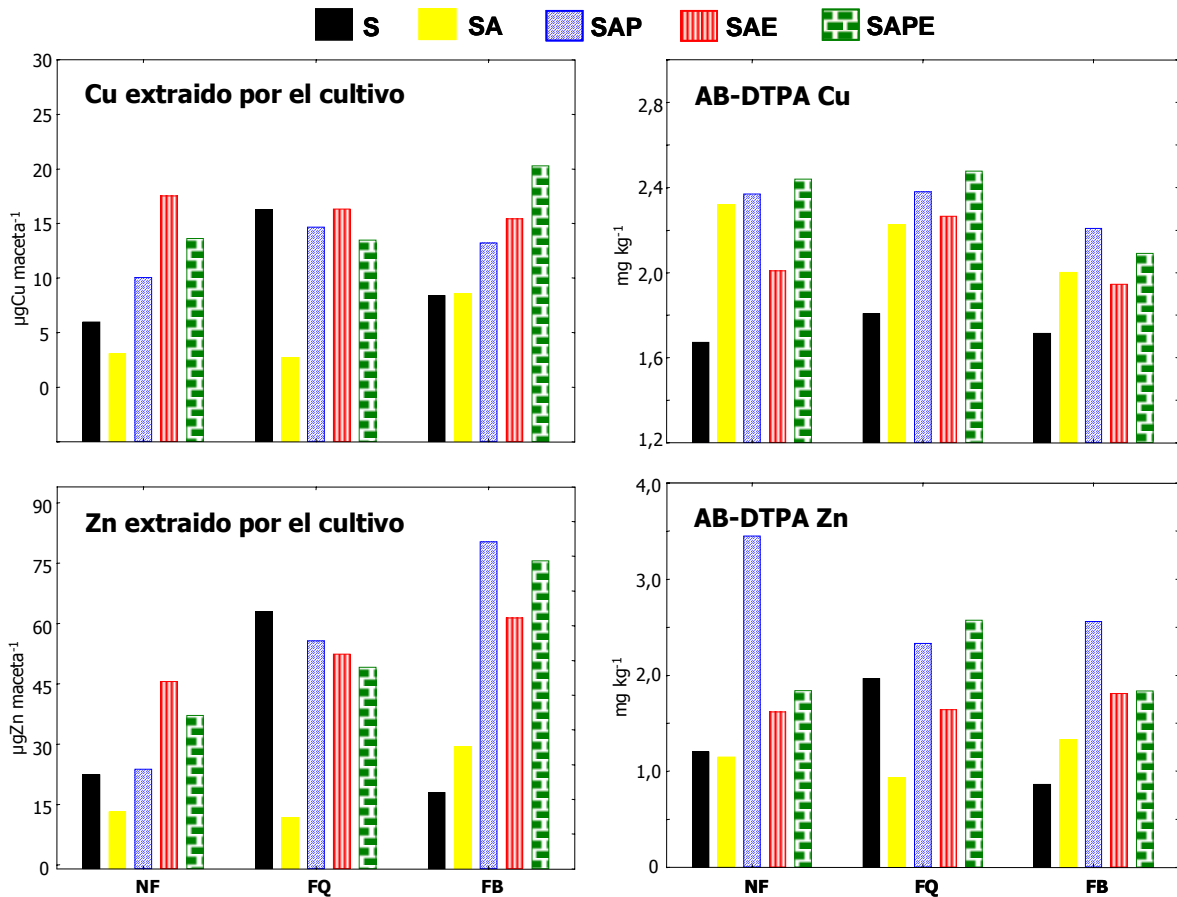 S SA SAP SAE SAPE
Cu extraido por el cultivo
µgCu maceta⁻¹
30
25
20
15
10
5
0
AB-DTPA Cu
mg kg⁻¹
2,8
2,4
2,0
1,6
1,2
Zn extraido por el cultivo
µgZn maceta⁻¹
90
75
60
45
30
15
0
NF FQ FB
AB-DTPA Zn
mg kg⁻¹
4,0
3,0
2,0
1,0
0
NF FQ FB